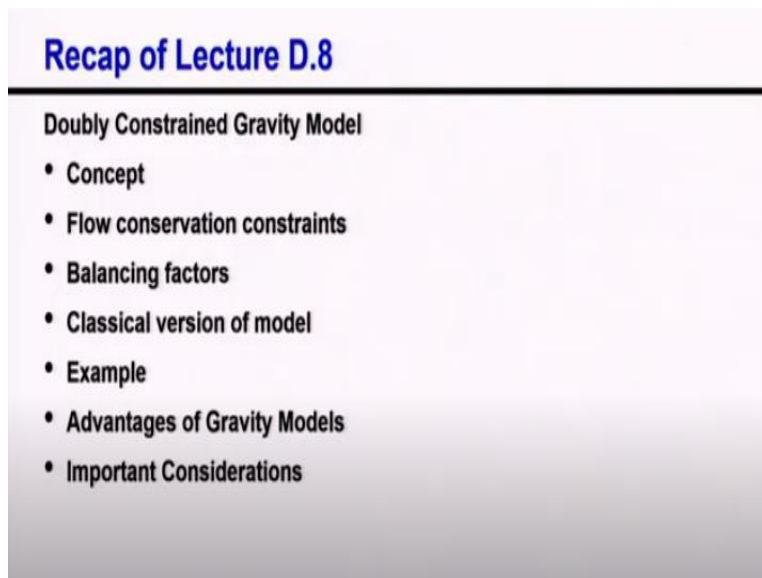 Recap of Lecture D.8
Doubly Constrained Gravity Model
• Concept
• Flow conservation constraints
• Balancing factors
• Classical version of model
• Example
• Advantages of Gravity Models
• Important Considerations